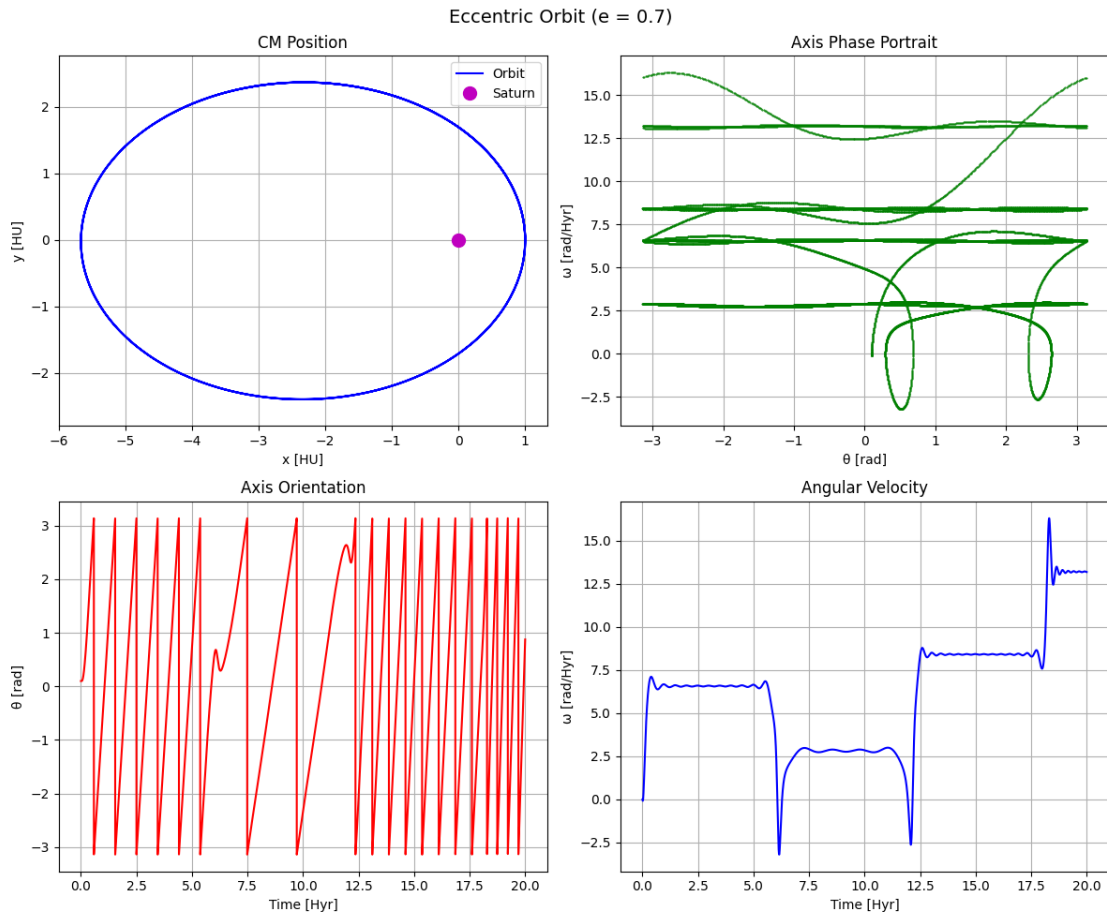 Eccentric Orbit (e = 0.7)
CM Position
y [HU]
2
1
0
−1
−2
Orbit
Saturn
−6 −5 −4 −3 −2 −1 0 1
x [HU]
Axis Phase Portrait
ω [rad/Hyr]
15.0
12.5
10.0
7.5
5.0
2.5
0.0
−2.5
−3 −2 −1 0 1 2 3
θ [rad]
Axis Orientation
θ [rad]
3
2
1
0
−1
−2
−3
0.0 2.5 5.0 7.5 10.0 12.5 15.0 17.5 20.0
Time [Hyr]
Angular Velocity
ω [rad/Hyr]
15.0
12.5
10.0
7.5
5.0
2.5
0.0
−2.5
0.0 2.5 5.0 7.5 10.0 12.5 15.0 17.5 20.0
Time [Hyr]